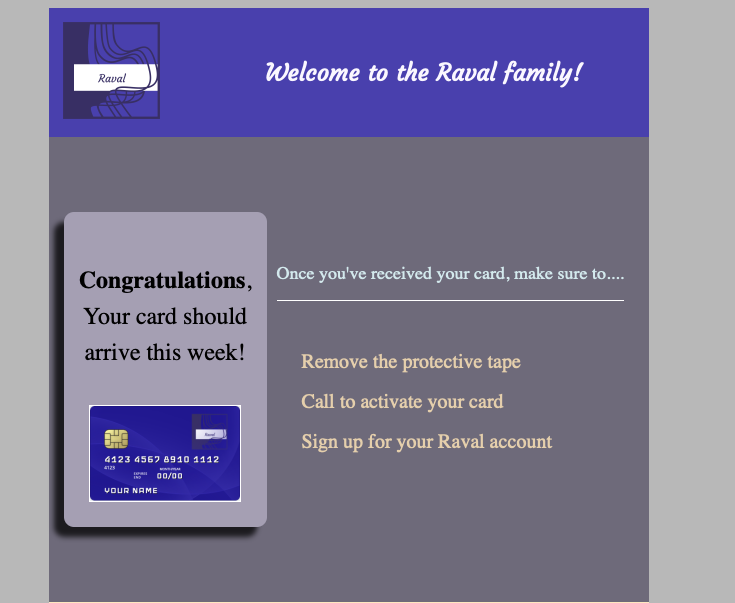 Raval
Welcome to the Raval family!
Congratulations,
Your card should
arrive this week!
Raval
4123 4567 8910 1112
4123
MONTH/YEAR
EXPIRES
END
00/00
YOUR NAME
Once you've received your card, make sure to....
Remove the protective tape
Call to activate your card
Sign up for your Raval account